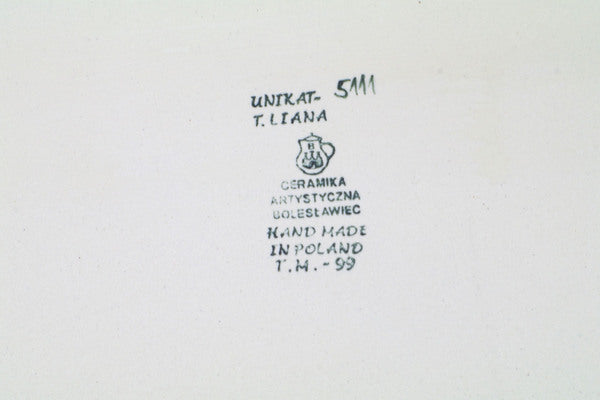 UNIKAT- 5111
T. LIANA
B
CERAMIKA
ARTYSTYCZNA
BOLESŁAWIEC
HAND MADE
IN POLAND
T.M. - 99